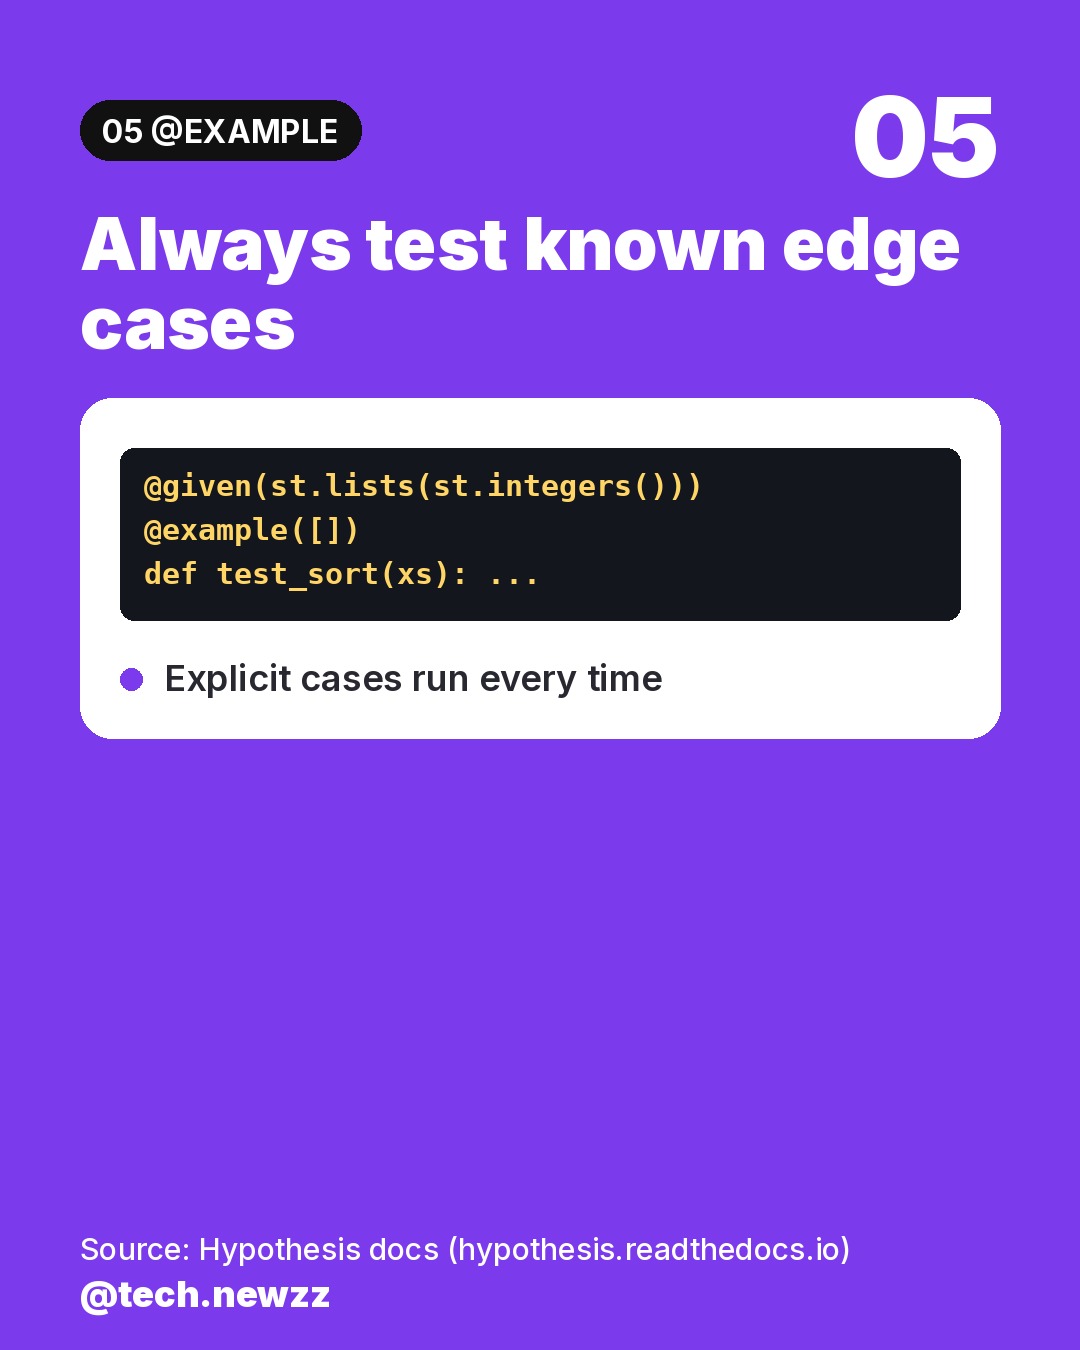 05 @EXAMPLE
05
Always test known edge
cases
@given(st.lists(st.integers()))
@example([])
def test_sort(xs): ...
Explicit cases run every time
Source: Hypothesis docs (hypothesis.readthedocs.io)
@tech.newzz